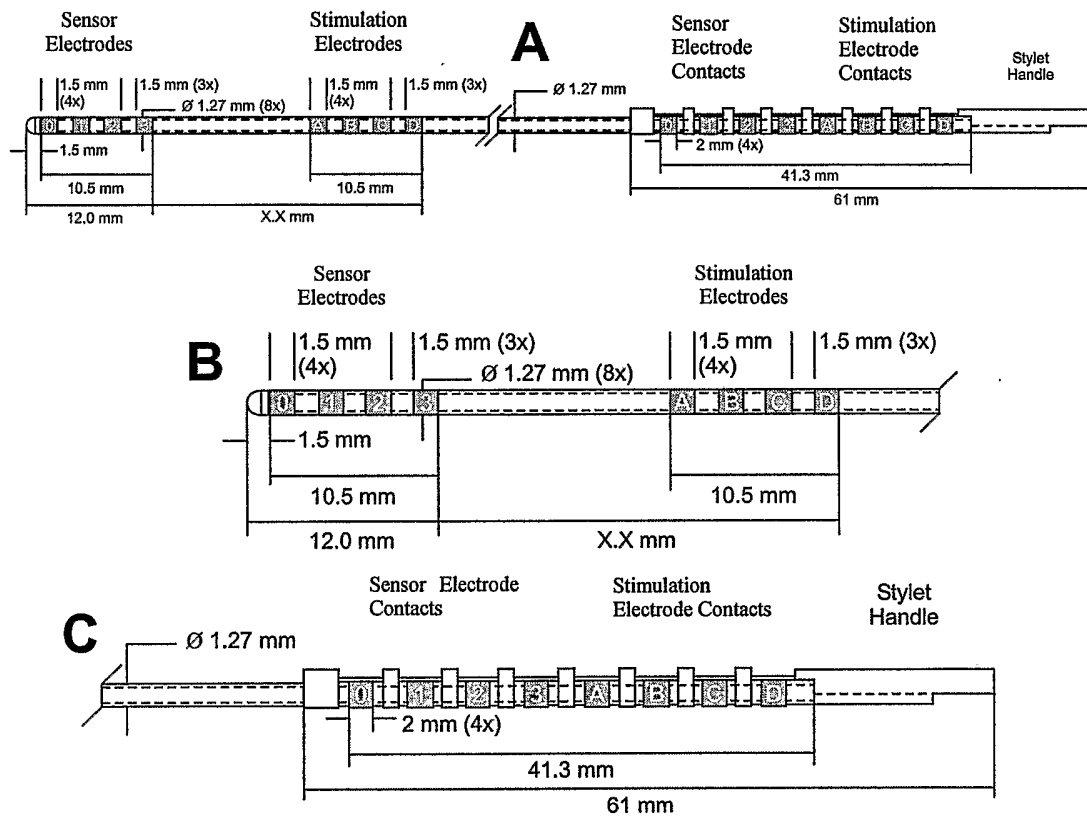 Sensor
Electrodes
Stimulation
Electrodes
A
Sensor
Electrode
Contacts
Stimulation
Electrode
Contacts
Stylet
Handle
1.5 mm
(4x)
1.5 mm (3x)
Ø 1.27 mm (8x)
1.5 mm
(4x)
1.5 mm (3x)
Ø 1.27 mm
0 1 2 3
A B C D
0 1 2 3 A B C D
1.5 mm
2 mm (4x)
10.5 mm
10.5 mm
41.3 mm
12.0 mm
X.X mm
61 mm
Sensor
Electrodes
Stimulation
Electrodes
B
1.5 mm
(4x)
1.5 mm (3x)
Ø 1.27 mm (8x)
1.5 mm
(4x)
1.5 mm (3x)
0 1 2 3
A B C D
1.5 mm
10.5 mm
10.5 mm
12.0 mm
X.X mm
C
Sensor Electrode
Contacts
Stimulation
Electrode Contacts
Stylet
Handle
Ø 1.27 mm
0 1 2 3 A B C D
2 mm (4x)
41.3 mm
61 mm